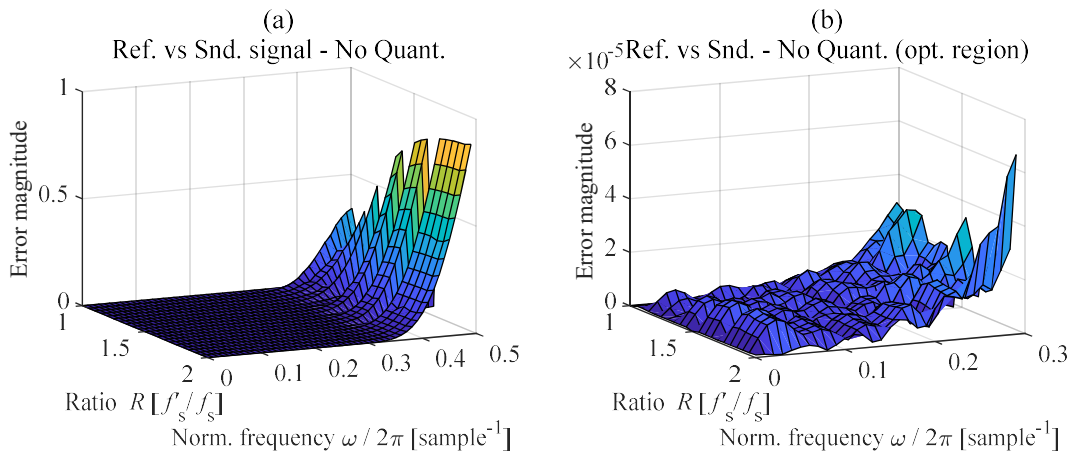 (a)
Ref. vs Snd. signal - No Quant.
1
0.5
0
Error magnitude
1
1.5
2
0
0.1
0.2
0.3
0.4
0.5
Ratio R [f's/fs]
Norm. frequency ω / 2π [sample-1]
(b)
×10-5
Ref. vs Snd. - No Quant. (opt. region)
8
6
4
2
0
Error magnitude
1
1.5
2
0
0.1
0.2
0.3
Ratio R [f's/fs]
Norm. frequency ω / 2π [sample-1]